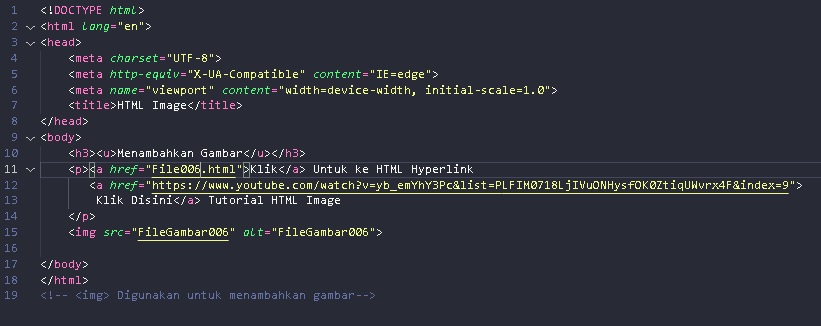 1 <!DOCTYPE html>
2 <html lang="en">
3 <head>
4 <meta charset="UTF-8">
5 <meta http-equiv="X-UA-Compatible" content="IE=edge">
6 <meta name="viewport" content="width=device-width, initial-scale=1.0">
7 <title>HTML Image</title>
8 </head>
9 <body>
10 <h3><u>Menambahkan Gambar</u></h3>
11 <p><a href="File006.html">Klik</a> Untuk ke HTML Hyperlink
12 <a href="https://www.youtube.com/watch?v=yb_emYhY3Pc&list=PLFIM0718LjIVuONHysfOK0ZtiqUWvrx4F&index=9">
13 Klik Disini</a> Tutorial HTML Image
14 </p>
15 <img src="FileGambar006" alt="FileGambar006">
16
17 </body>
18 </html>
19 <!-- <img> Digunakan untuk menambahkan gambar-->